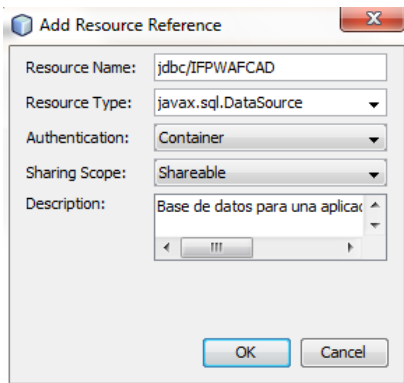 Add Resource Reference
Resource Name: jdbc/IFPWAFCAD
Resource Type: javax.sql.DataSource
Authentication: Container
Sharing Scope: Shareable
Description: Base de datos para una aplicac
OK Cancel